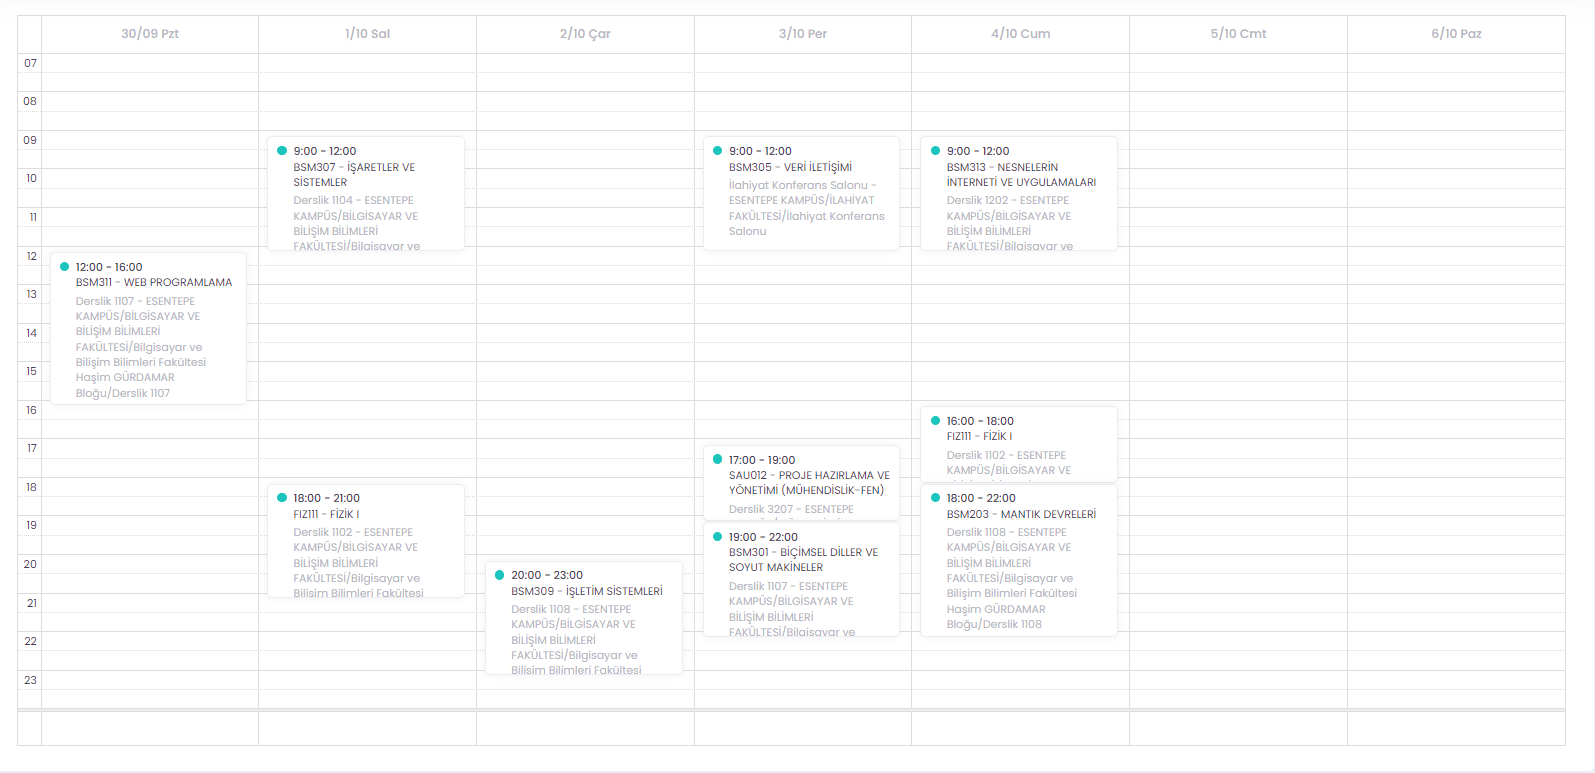 30/09 Pzt
1/10 Sal
2/10 Çar
3/10 Per
4/10 Cum
5/10 Cmt
6/10 Paz
07
08
09
10
11
12
13
14
15
16
17
18
19
20
21
22
23
12:00 - 16:00
BSM311 - WEB PROGRAMLAMA
Derslik 1107 - ESENTEPE
KAMPÜS/BİLGİSAYAR VE
BİLİŞİM BİLİMLERİ
FAKÜLTESİ/Bilgisayar ve
Bilişim Bilimleri Fakültesi
Haşim GÜRDAMAR
Bloğu/Derslik 1107
9:00 - 12:00
BSM307 - İŞARETLER VE
SİSTEMLER
Derslik 1104 - ESENTEPE
KAMPÜS/BİLGİSAYAR VE
BİLİŞİM BİLİMLERİ
FAKÜLTESİ/Bilgisayar ve
18:00 - 21:00
FIZ111 - FİZİK I
Derslik 1102 - ESENTEPE
KAMPÜS/BİLGİSAYAR VE
BİLİŞİM BİLİMLERİ
FAKÜLTESİ/Bilgisayar ve
Bilişim Bilimleri Fakültesi
20:00 - 23:00
BSM309 - İŞLETİM SİSTEMLERİ
Derslik 1108 - ESENTEPE
KAMPÜS/BİLGİSAYAR VE
BİLİŞİM BİLİMLERİ
FAKÜLTESİ/Bilgisayar ve
Bilişim Bilimleri Fakültesi
9:00 - 12:00
BSM305 - VERİ İLETİŞİMİ
İlahiyat Konferans Salonu -
ESENTEPE KAMPÜS/İLAHİYAT
FAKÜLTESİ/İlahiyat Konferans
Salonu
17:00 - 19:00
SAU012 - PROJE HAZIRLAMA VE
YÖNETİMİ (MÜHENDİSLİK-FEN)
Derslik 3207 - ESENTEPE
19:00 - 22:00
BSM301 - BİÇİMSEL DİLLER VE
SOYUT MAKİNELER
Derslik 1107 - ESENTEPE
KAMPÜS/BİLGİSAYAR VE
BİLİŞİM BİLİMLERİ
FAKÜLTESİ/Bilgisayar ve
9:00 - 12:00
BSM313 - NESNELERİN
İNTERNETİ VE UYGULAMALARI
Derslik 1202 - ESENTEPE
KAMPÜS/BİLGİSAYAR VE
BİLİŞİM BİLİMLERİ
FAKÜLTESİ/Bilgisayar ve
16:00 - 18:00
FIZ111 - FİZİK I
Derslik 1102 - ESENTEPE
KAMPÜS/BİLGİSAYAR VE
18:00 - 22:00
BSM203 - MANTIK DEVRELERİ
Derslik 1108 - ESENTEPE
KAMPÜS/BİLGİSAYAR VE
BİLİŞİM BİLİMLERİ
FAKÜLTESİ/Bilgisayar ve
Bilişim Bilimleri Fakültesi
Haşim GÜRDAMAR
Bloğu/Derslik 1108